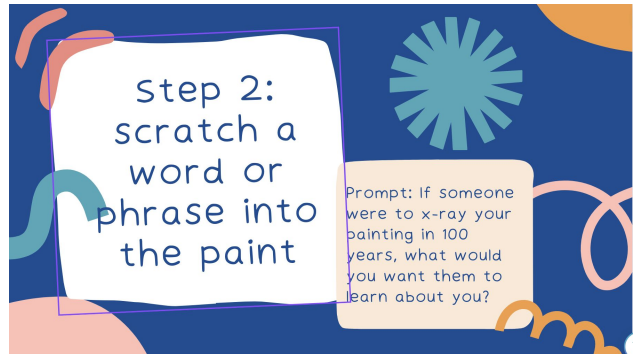 Step 2:
scratch a
word or
phrase into
the paint
Prompt: If someone
were to x-ray your
painting in 100
years, what would
you want them to
learn about you?